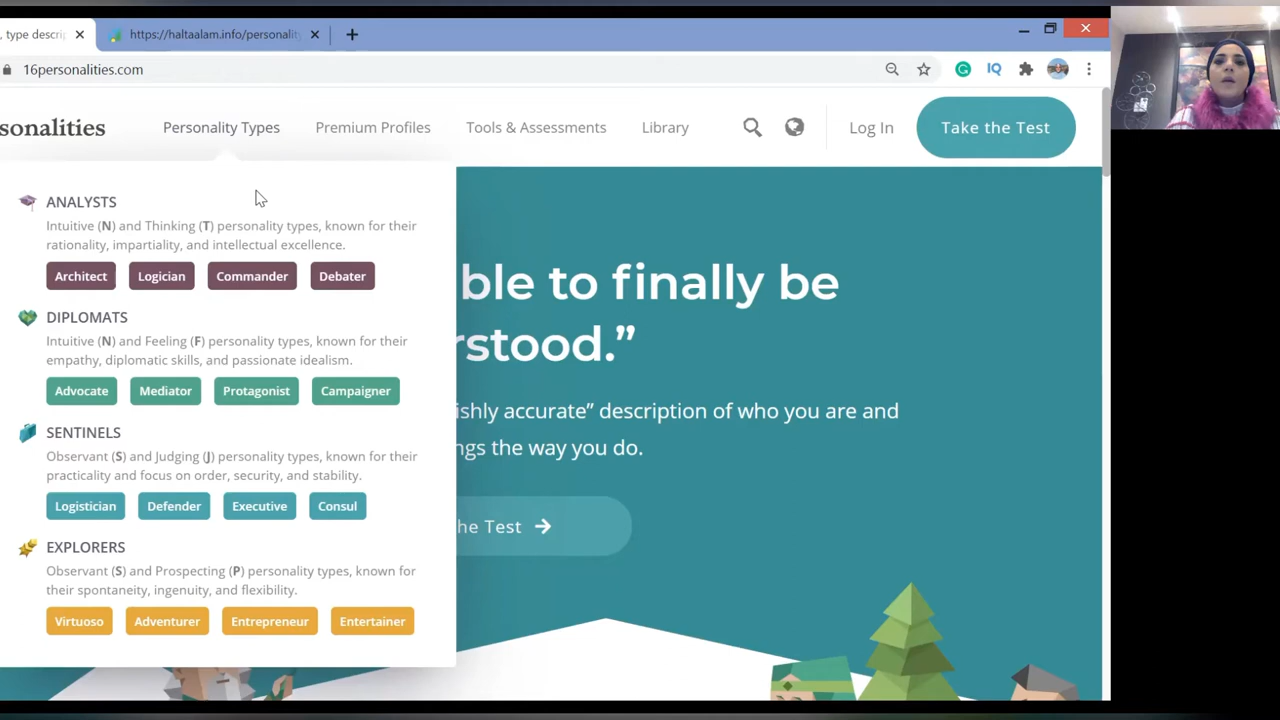 , type descri
https://haltaalam.info/personalit
16personalities.com
IQ
sonalities
Personality Types
Premium Profiles
Tools & Assessments
Library
Log In
Take the Test
ANALYSTS
Intuitive (N) and Thinking (T) personality types, known for their
rationality, impartiality, and intellectual excellence.
Architect
Logician
Commander
Debater
DIPLOMATS
Intuitive (N) and Feeling (F) personality types, known for their
empathy, diplomatic skills, and passionate idealism.
Advocate
Mediator
Protagonist
Campaigner
SENTINELS
Observant (S) and Judging (J) personality types, known for their
practicality and focus on order, security, and stability.
Logistician
Defender
Executive
Consul
EXPLORERS
Observant (S) and Prospecting (P) personality types, known for
their spontaneity, ingenuity, and flexibility.
Virtuoso
Adventurer
Entrepreneur
Entertainer
ble to finally be
rstood.”
ishly accurate” description of who you are and
ngs the way you do.
he Test